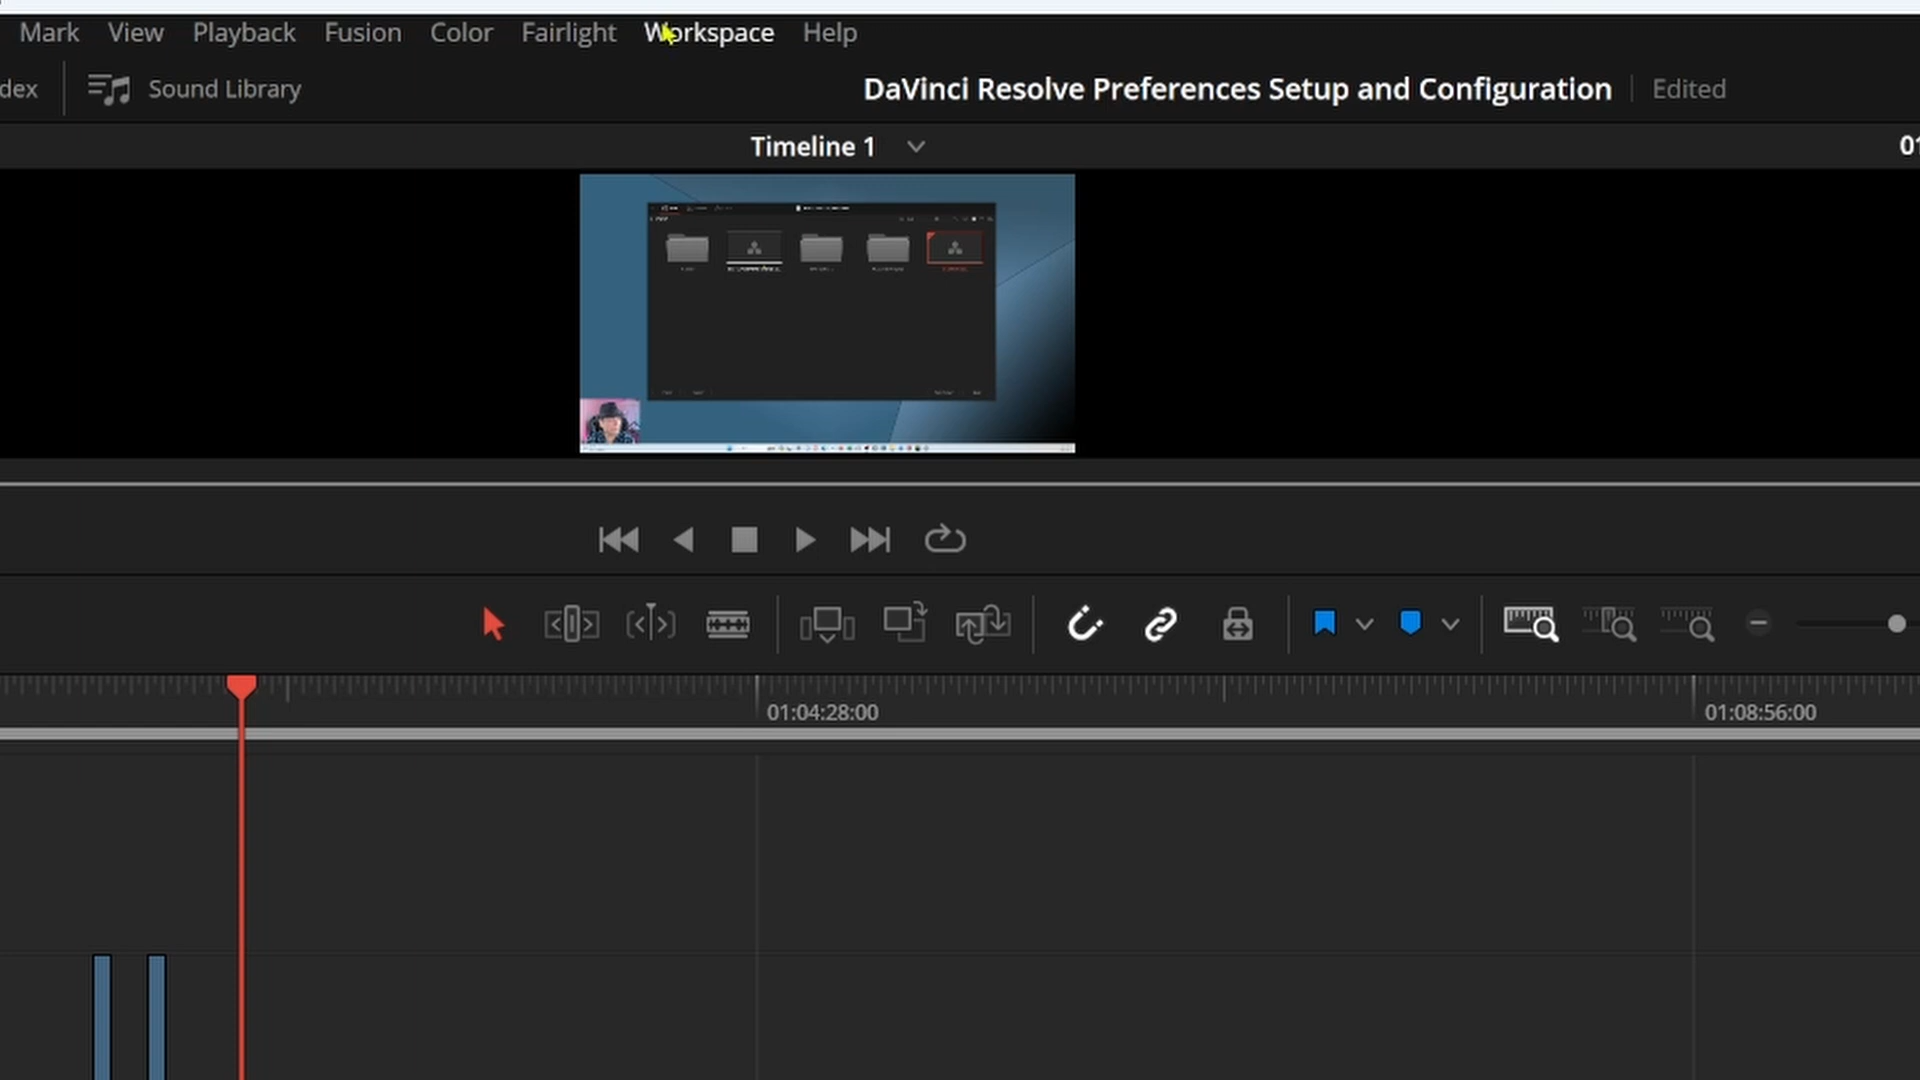 Mark View Playback Fusion Color Fairlight Workspace Help
dex Sound Library DaVinci Resolve Preferences Setup and Configuration Edited
Timeline 1 01
01:04:28:00 01:08:56:00